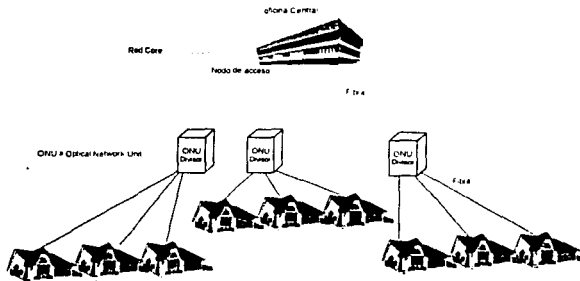 oficina Central
Red Core
Nodo de acceso
Fibra
ONU
Divisor
ONU
Divisor
ONU
Divisor
ONU = Optical Network Unit
Fibra